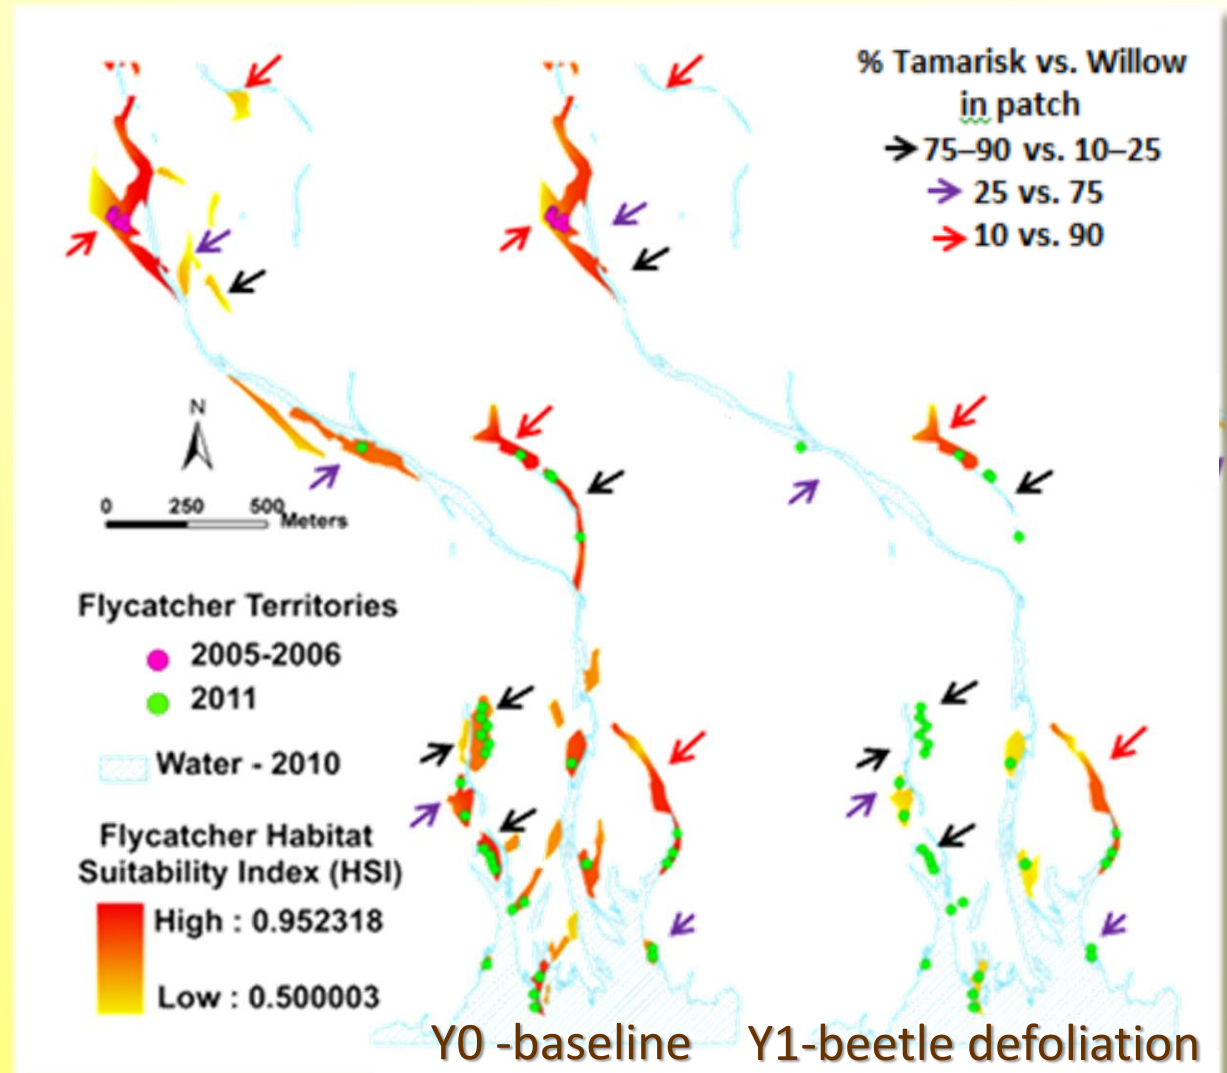 % Tamarisk vs. Willow
in patch
75–90 vs. 10–25
25 vs. 75
10 vs. 90
N
0 250 500
Meters
Flycatcher Territories
2005-2006
2011
Water - 2010
Flycatcher Habitat
Suitability Index (HSI)
High : 0.952318
Low : 0.500003
Y0 -baseline
Y1-beetle defoliation